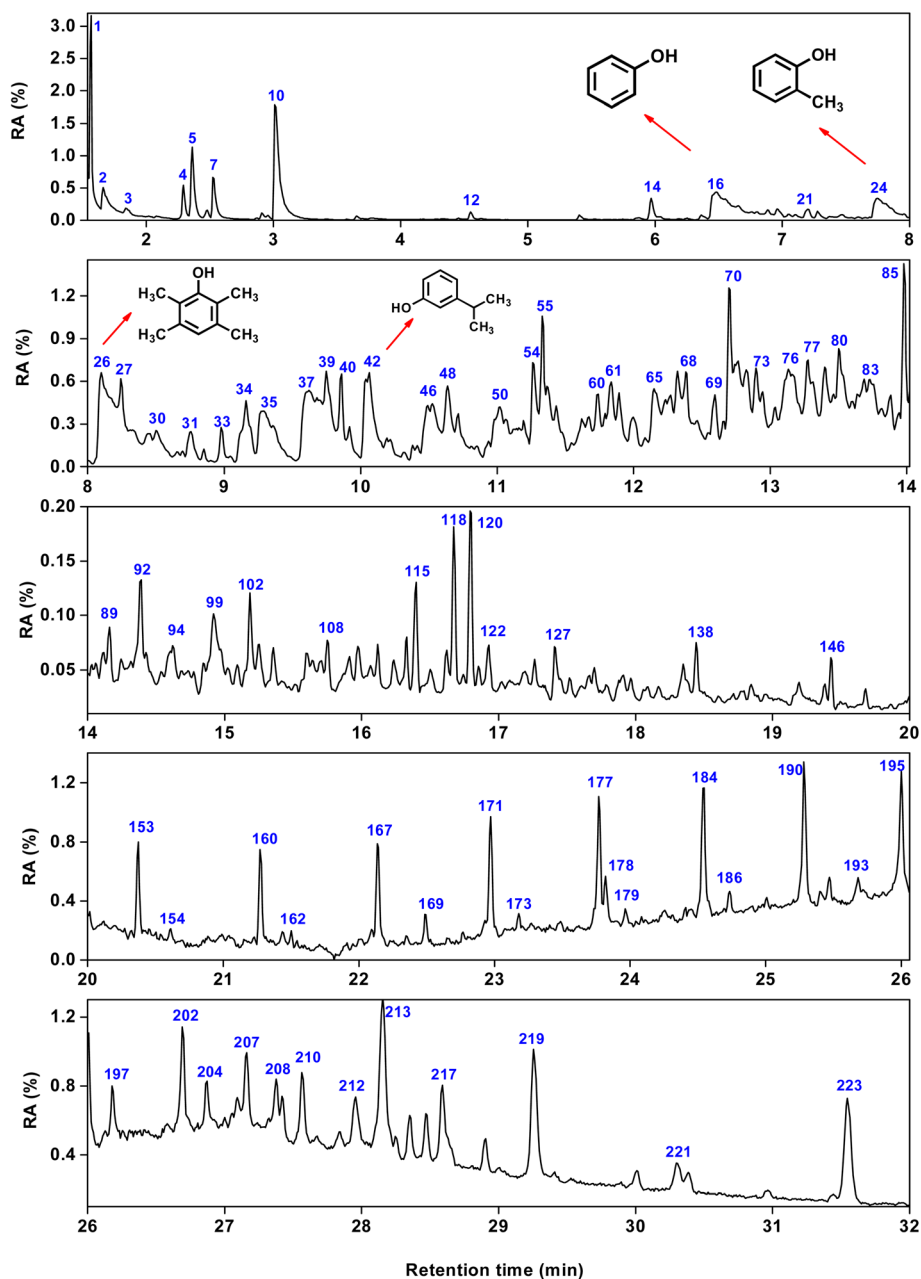 3.0
1
RA (%)
2.5
2.0
1.5
1.0
0.5
0.0
2
3
4
5
7
10
12
14
16
21
24
OH
OH
CH3
2 3 4 5 6 7 8
RA (%)
1.2
0.9
0.6
0.3
0.0
OH
H3C CH3
H3C CH3
HO CH3
CH3
26 27 30 31 33 34 35 37 39 40 42 46 48 50 54 55 60 61 65 68 69 70 73 76 77 80 83 85
8 9 10 11 12 13 14
RA (%)
0.20
0.15
0.10
0.05
89 92 94 99 102 108 115 118 120 122 127 138 146
14 15 16 17 18 19 20
RA (%)
1.2
0.8
0.4
0.0
153 154 160 162 167 169 171 173 177 178 179 184 186 190 193 195
20 21 22 23 24 25 26
RA (%)
1.2
0.8
0.4
197 202 204 207 208 210 212 213 217 219 221 223
26 27 28 29 30 31 32
Retention time (min)